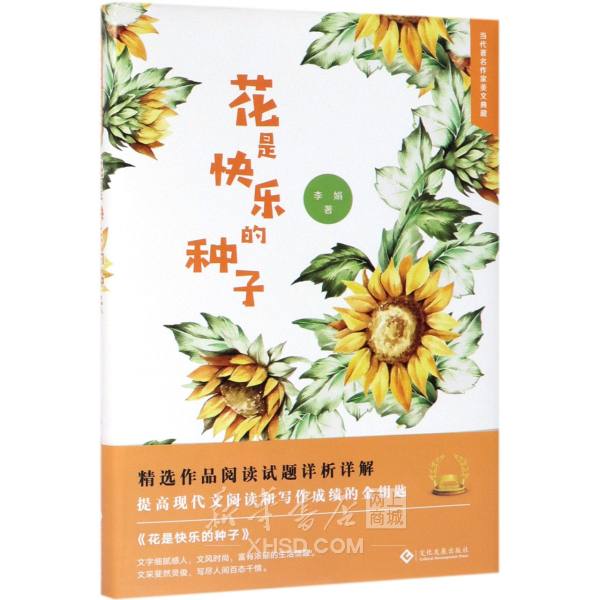 当代著名作家美文典藏
花是快乐的种子
李娟
著
精选作品阅读试题详析详解
提高现代文阅读和写作成绩的金钥匙
《花是快乐的种子》
文字细腻感人，文风时尚，富有浓郁的生活气息。
文采斐然灵俊，写尽人间百态千情。
新华书店
网上
商城
XHSD.COM
文化发展出版社
Cultural Development Press